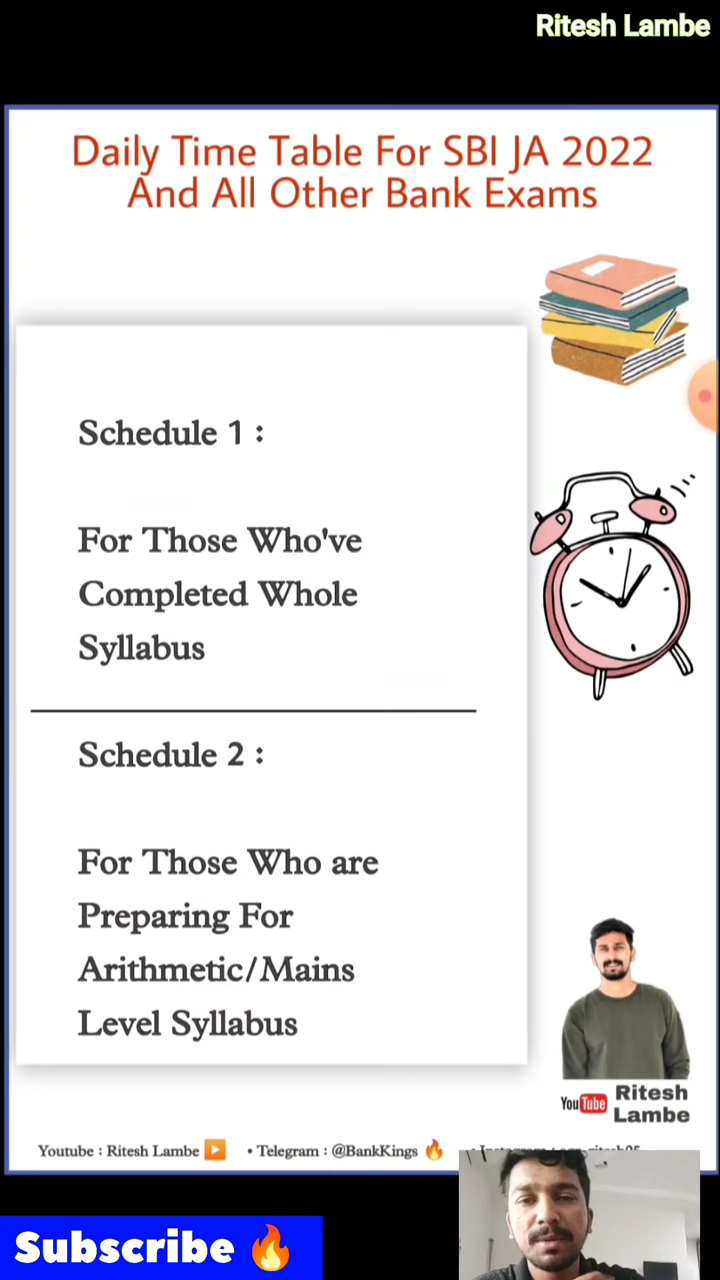 Ritesh Lambe
Daily Time Table For SBI JA 2022
And All Other Bank Exams
Schedule 1 :
For Those Who've
Completed Whole
Syllabus
Schedule 2 :
For Those Who are
Preparing For
Arithmetic/Mains
Level Syllabus
YouTube
Ritesh
Lambe
Youtube : Ritesh Lambe ▶️ • Telegram : @BankKings 🔥 •
Subscribe 🔥